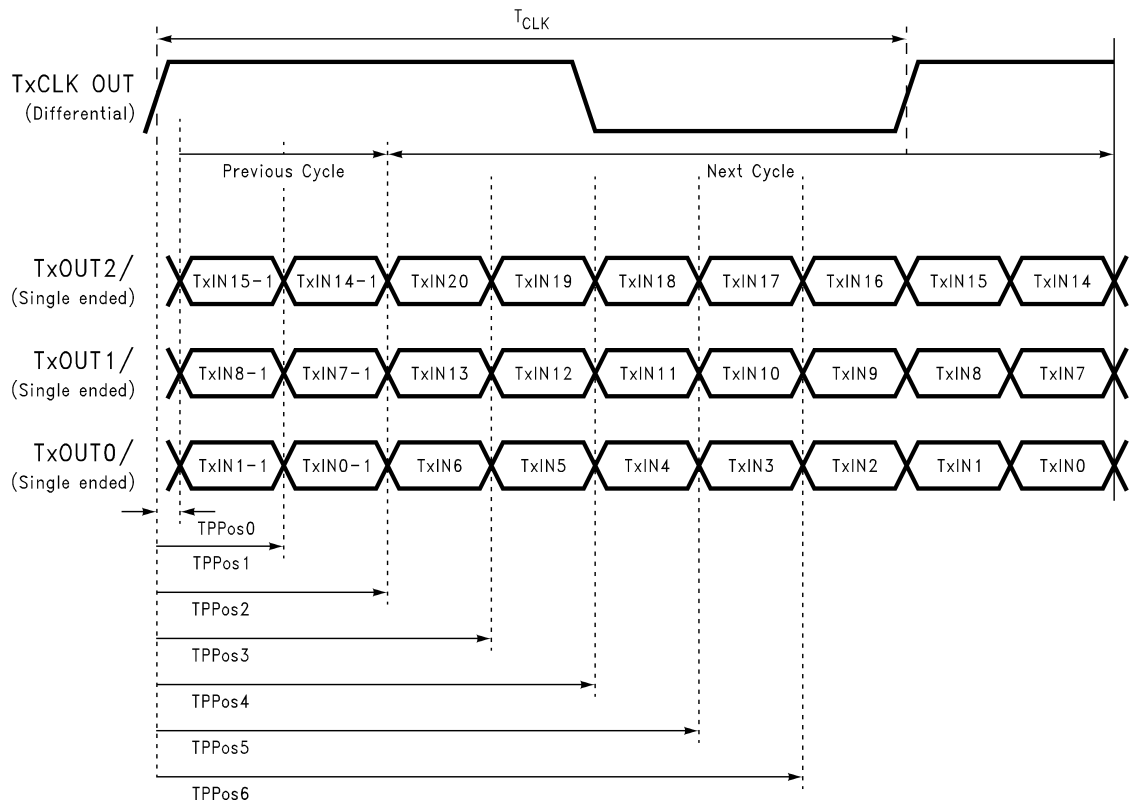 TCLK
TxCLK OUT
(Differential)
Previous Cycle
Next Cycle
TxOUT2/
(Single ended)
TxIN15-1 TxIN14-1 TxIN20 TxIN19 TxIN18 TxIN17 TxIN16 TxIN15 TxIN14
TxOUT1/
(Single ended)
TxIN8-1 TxIN7-1 TxIN13 TxIN12 TxIN11 TxIN10 TxIN9 TxIN8 TxIN7
TxOUT0/
(Single ended)
TxIN1-1 TxIN0-1 TxIN6 TxIN5 TxIN4 TxIN3 TxIN2 TxIN1 TxIN0
TPPos0
TPPos1
TPPos2
TPPos3
TPPos4
TPPos5
TPPos6